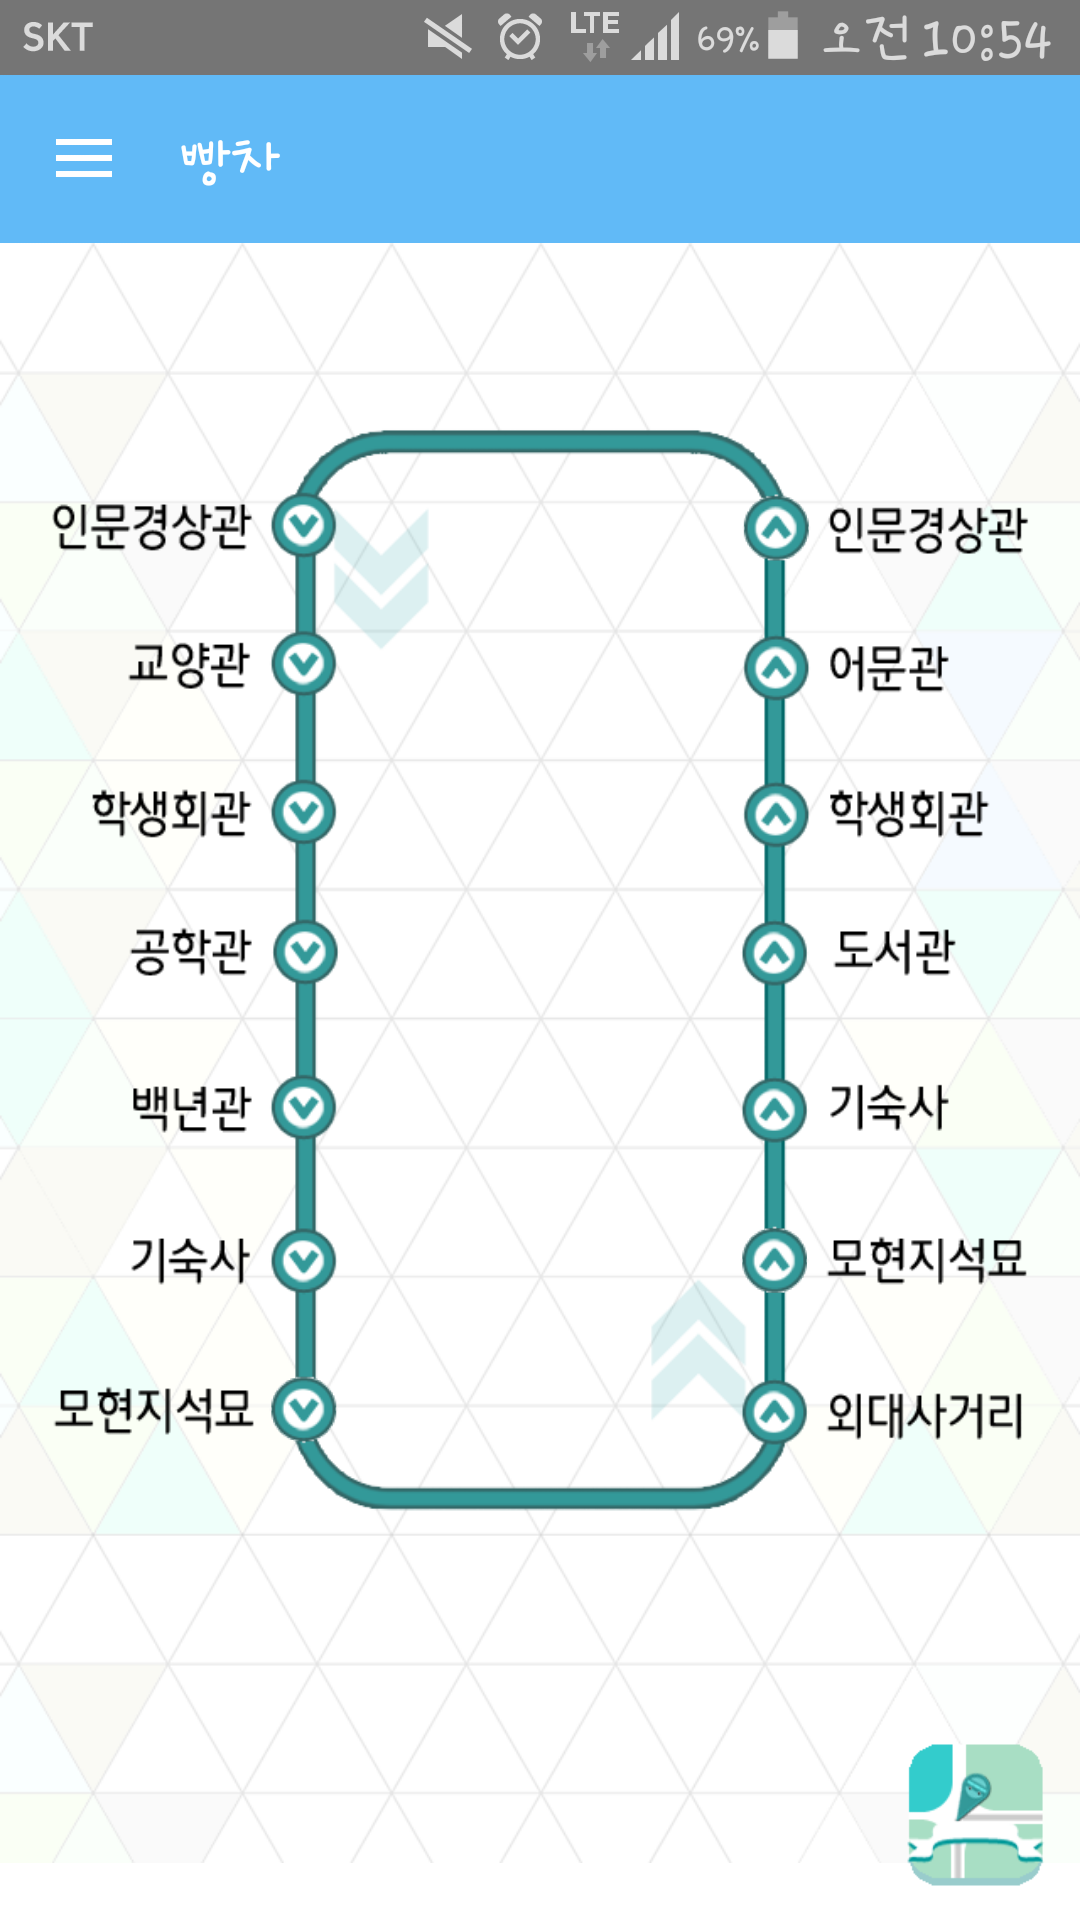 SKT LTE 69% 오전 10:54
빵차
인문경상관 인문경상관
교양관 어문관
학생회관 학생회관
공학관 도서관
백년관 기숙사
기숙사 모현지석묘
모현지석묘 외대사거리